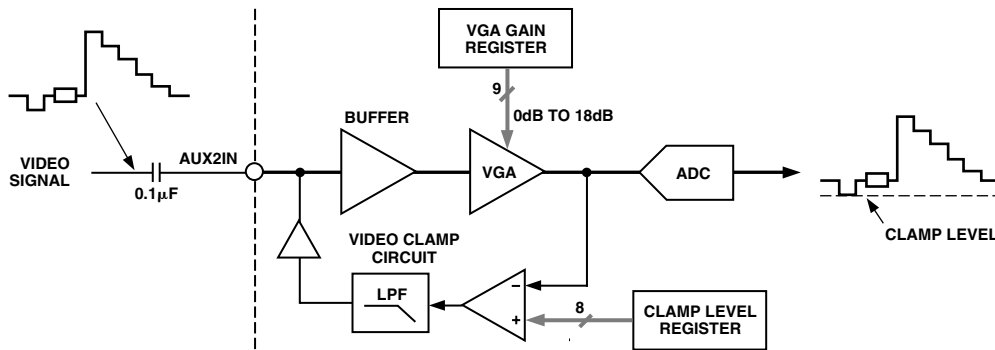 VGA GAIN
REGISTER
9
0dB TO 18dB
BUFFER
VIDEO
SIGNAL
AUX2IN
0.1μF
VGA
ADC
CLAMP LEVEL
VIDEO CLAMP
CIRCUIT
LPF
–
+
8
CLAMP LEVEL
REGISTER